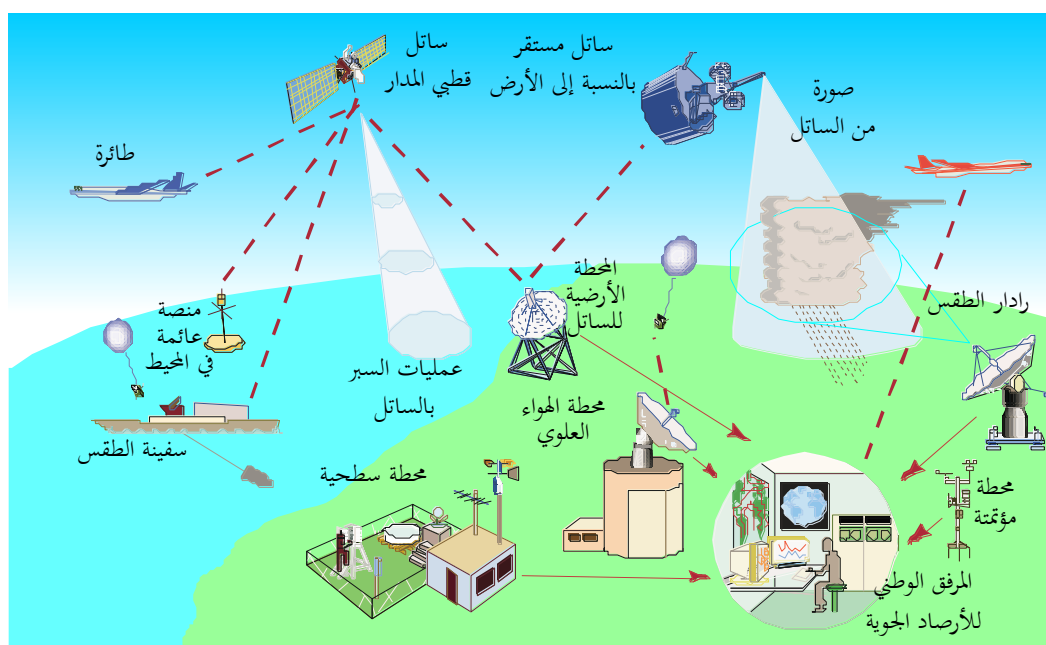 ساتل
قطبي المدار
ساتل مستقر
بالنسبة إلى الأرض
صورة
من الساتل
طائرة
المحطة
الأرضية
للساتل
منصة
عائمة
في المحيط
رادار الطقس
عمليات السبر
بالساتل
محطة الهواء
العلوي
سفينة الطقس
محطة سطحية
محطة
مؤتمتة
المرفق الوطني
للأرصاد الجوية